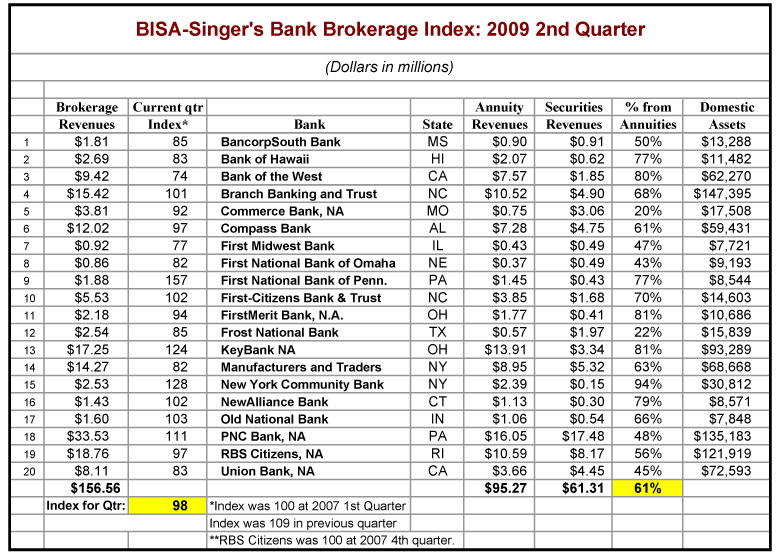 BISA-Singer's Bank Brokerage Index: 2009 2nd Quarter
(Dollars in millions)
Brokerage Current qtr Annuity Securities % from Domestic
Revenues Index* Bank State Revenues Revenues Annuities Assets
1 $1.81 85 BancorpSouth Bank MS $0.90 $0.91 50% $13,288
2 $2.69 83 Bank of Hawaii HI $2.07 $0.62 77% $11,482
3 $9.42 74 Bank of the West CA $7.57 $1.85 80% $62,270
4 $15.42 101 Branch Banking and Trust NC $10.52 $4.90 68% $147,395
5 $3.81 92 Commerce Bank, NA MO $0.75 $3.06 20% $17,508
6 $12.02 97 Compass Bank AL $7.28 $4.75 61% $59,431
7 $0.92 77 First Midwest Bank IL $0.43 $0.49 47% $7,721
8 $0.86 82 First National Bank of Omaha NE $0.37 $0.49 43% $9,193
9 $1.88 157 First National Bank of Penn. PA $1.45 $0.43 77% $8,544
10 $5.53 102 First-Citizens Bank & Trust NC $3.85 $1.68 70% $14,603
11 $2.18 94 FirstMerit Bank, N.A. OH $1.77 $0.41 81% $10,686
12 $2.54 85 Frost National Bank TX $0.57 $1.97 22% $15,839
13 $17.25 124 KeyBank NA OH $13.91 $3.34 81% $93,289
14 $14.27 82 Manufacturers and Traders NY $8.95 $5.32 63% $68,668
15 $2.53 128 New York Community Bank NY $2.39 $0.15 94% $30,812
16 $1.43 102 NewAlliance Bank CT $1.13 $0.30 79% $8,571
17 $1.60 103 Old National Bank IN $1.06 $0.54 66% $7,848
18 $33.53 111 PNC Bank, NA PA $16.05 $17.48 48% $135,183
19 $18.76 97 RBS Citizens, NA RI $10.59 $8.17 56% $121,919
20 $8.11 83 Union Bank, NA CA $3.66 $4.45 45% $72,593
$156.56 $95.27 $61.31 61%
Index for Qtr: 98 *Index was 100 at 2007 1st Quarter
Index was 109 in previous quarter
**RBS Citizens was 100 at 2007 4th quarter.